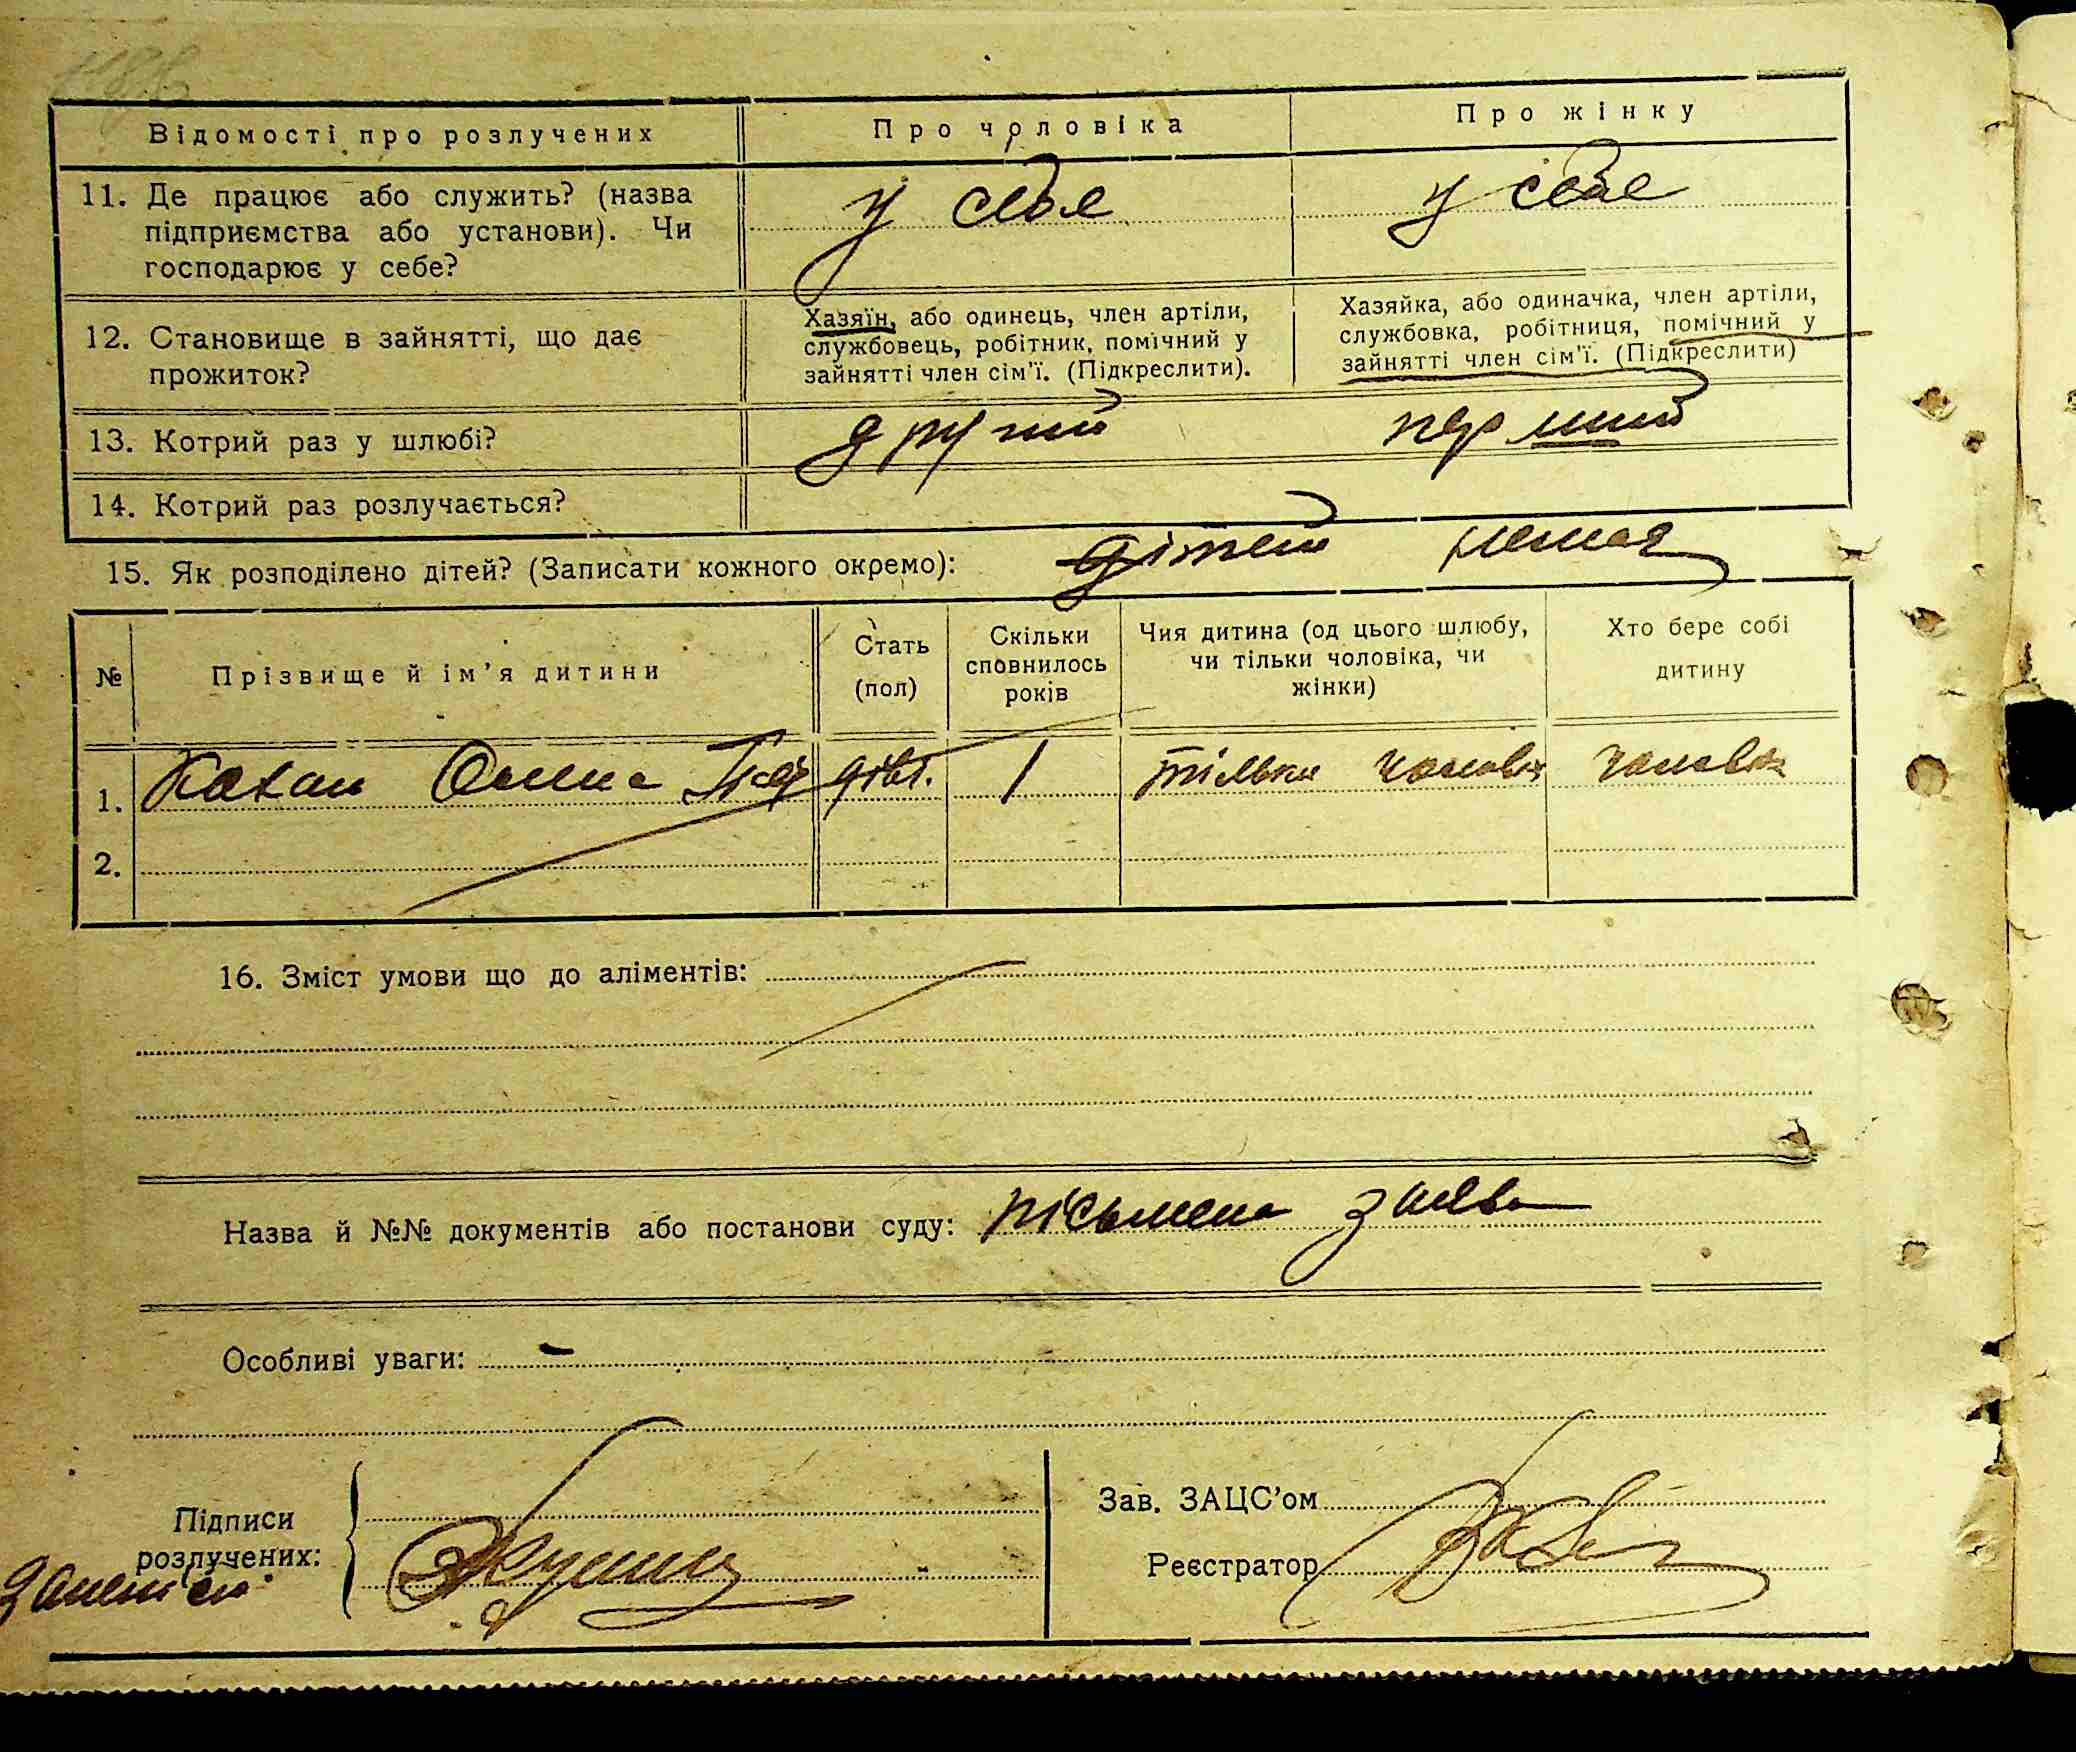 Відомості про розлучених
Про чоловіка
Про жінку
11. Де працює або служить? (назва
підприємства або установи). Чи
господарює у себе?
у себе
у себе
12. Становище в зайнятті, що дає
прожиток?
Хазяїн, або одинець, член артіли,
службовець, робітник, помічний у
зайнятті член сім'ї. (Підкреслити).
Хазяйка, або одиначка, член артіли,
службовка, робітниця, помічний у
зайнятті член сім'ї. (Підкреслити)
13. Котрий раз у шлюбі?
другий
перший
14. Котрий раз розлучається?
15. Як розподілено дітей? (Записати кожного окремо):
дітей немає
№
Прізвище й ім'я дитини
Стать
(пол)
Скільки
сповнилось
років
Чия дитина (од цього шлюбу,
чи тільки чоловіка, чи
жінки)
Хто бере собі
дитину
1.
дівч.
1
тільки
2.
16. Зміст умови що до аліментів:
Назва й №№ документів або постанови суду: пісьмена заява
Особливі уваги: -
Підписи
розлучених:
Зав. ЗАЦС'ом
Реєстратор